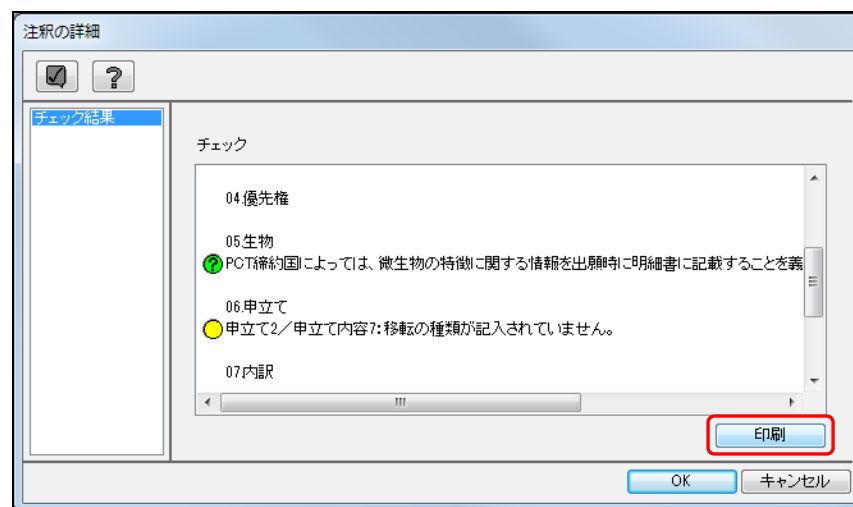 注釈の詳細
チェック結果
チェック
04.優先権
05.生物
PCT締約国によっては、微生物の特徴に関する情報を出願時に明細書に記載することを義
06.申立て
申立て2／申立て内容7:移転の種類が記入されていません。
07.内訳
印刷
OK
キャンセル